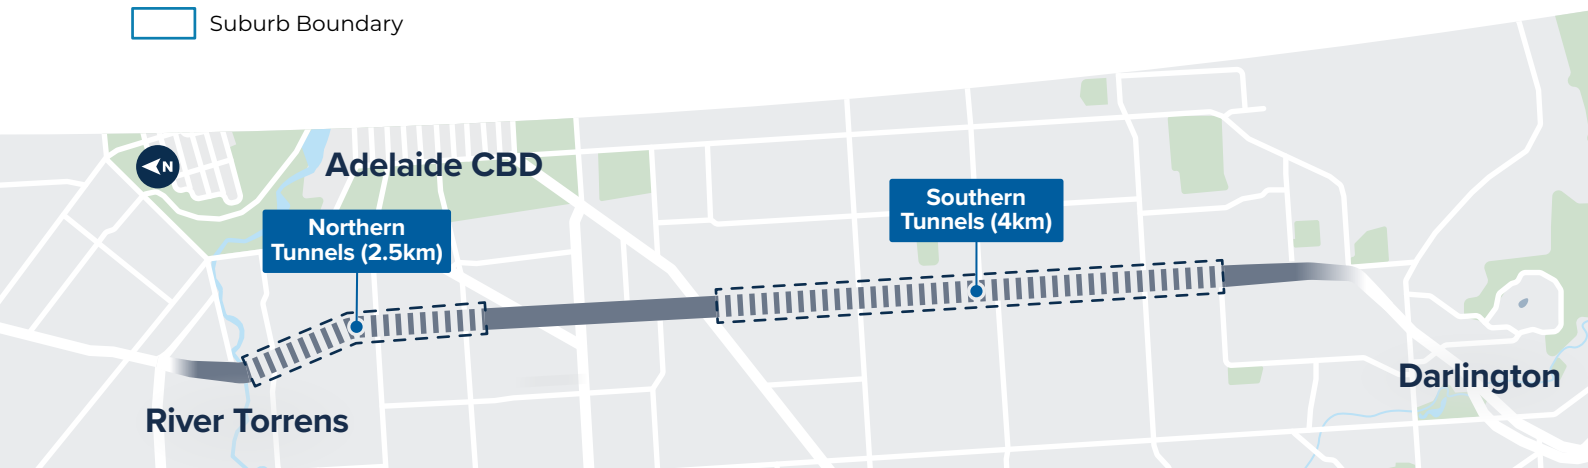 Suburb Boundary
N
Adelaide CBD
Northern
Tunnels (2.5km)
Southern
Tunnels (4km)
River Torrens
Darlington